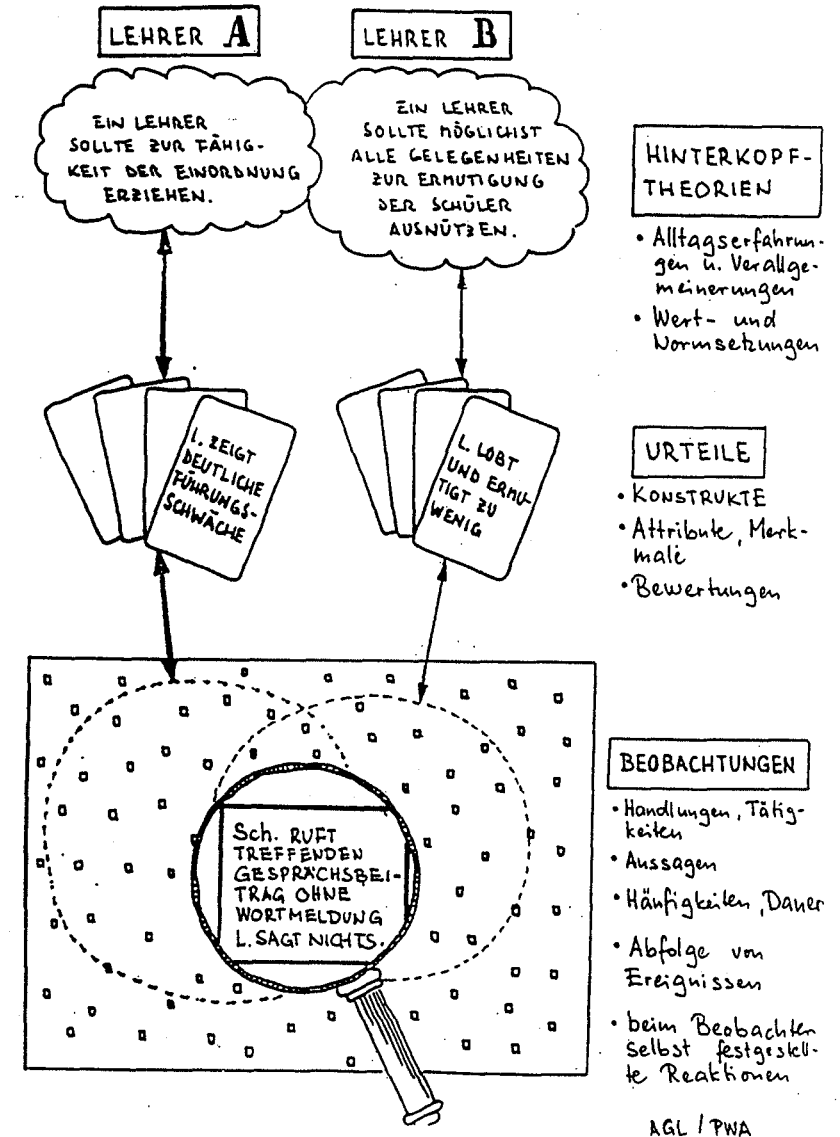 LEHRER A
LEHRER B
EIN LEHRER
SOLLTE ZUR FÄHIG-
KEIT DER EINORDNUNG
ERZIEHEN.
EIN LEHRER
SOLLTE MÖGLICHST
ALLE GELEGENHEITEN
ZUR ERMUTIGUNG
DER SCHÜLER
AUSNÜTZEN.
HINTERKOPF-
THEORIEN
• Alltagserfahrun-
gen u. Verallge-
meinerungen
• Wert- und
Normsetzungen
L. ZEIGT
DEUTLICHE
FÜHRUNGS-
SCHWÄCHE
L. LOBT
UND ERMU-
TIGT ZU
WENIG
URTEILE
• KONSTRUKTE
• Attribute, Merk-
male
• Bewertungen
Sch. RUFT
TREFFENDEN
GESPRÄCHSBEI-
TRAG OHNE
WORTMELDUNG
L. SAGT NICHTS.
BEOBACHTUNGEN
• Handlungen, Tätig-
keiten
• Aussagen
• Häufigkeiten, Dauer
• Abfolge von
Ereignissen
• beim Beobachter
selbst festgestell-
te Reaktionen
AGL / PWA